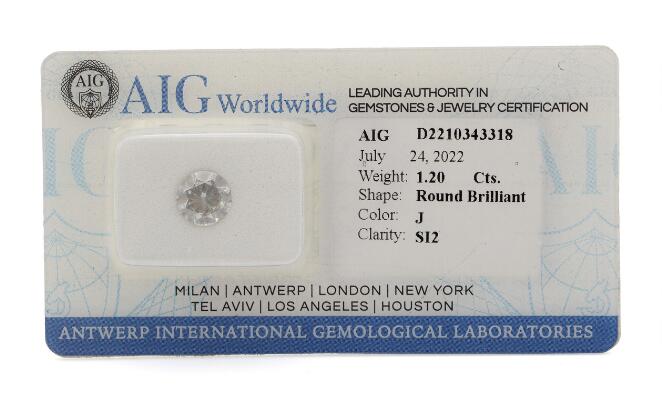 AIG
AIG Worldwide
LEADING AUTHORITY IN
GEMSTONES & JEWELRY CERTIFICATION
AIG D2210343318
July 24, 2022
Weight: 1.20 Cts.
Shape: Round Brilliant
Color: J
Clarity: SI2
MILAN | ANTWERP | LONDON | NEW YORK
TEL AVIV | LOS ANGELES | HOUSTON
ANTWERP INTERNATIONAL GEMOLOGICAL LABORATORIES